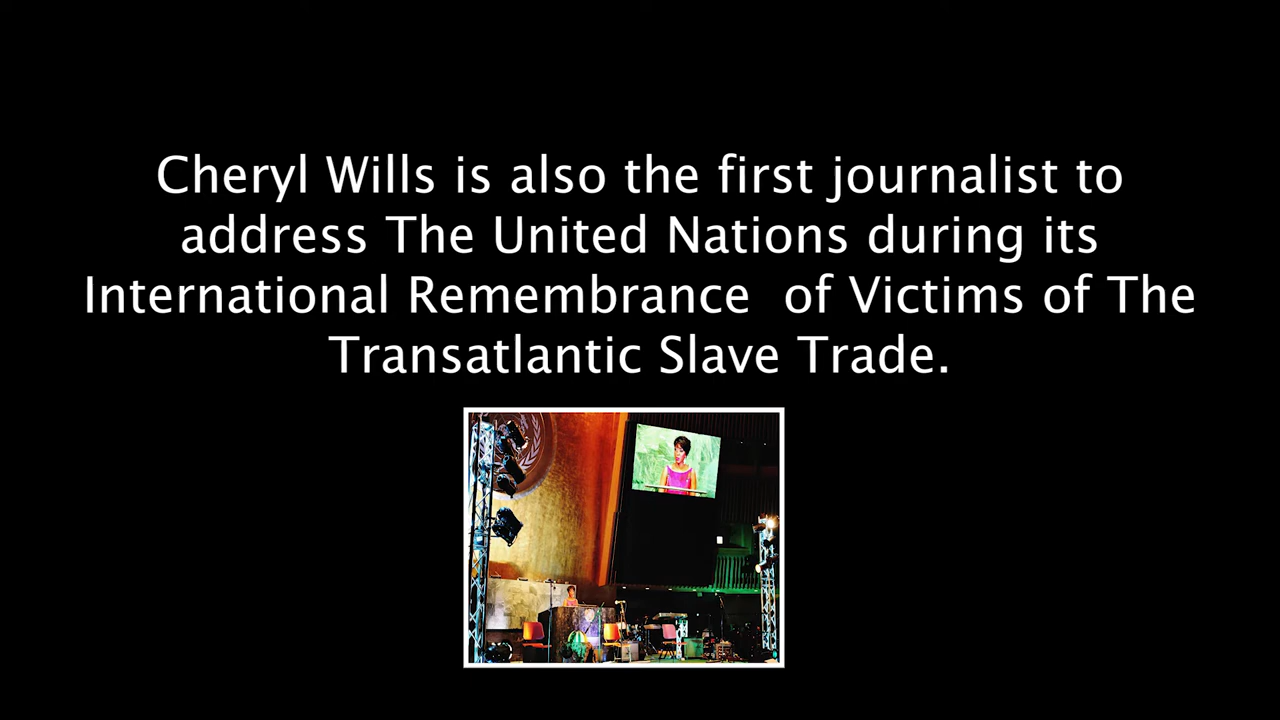 Cheryl Wills is also the first journalist to
address The United Nations during its
International Remembrance  of Victims of The
Transatlantic Slave Trade.